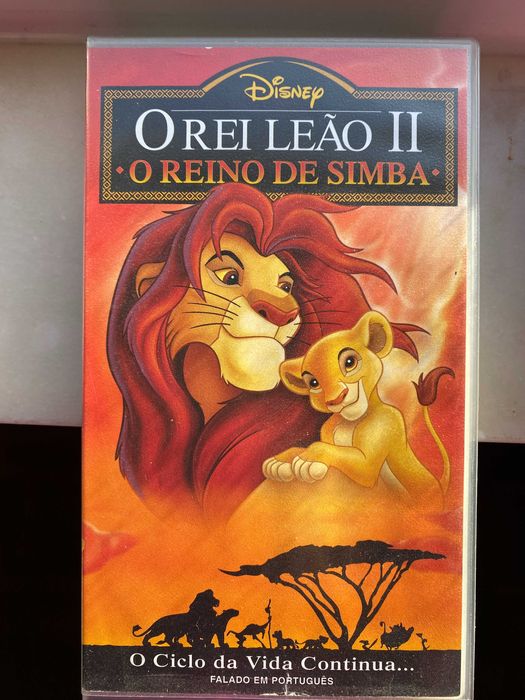 Disney
O REI LEÃO II
• O REINO DE SIMBA •
O Ciclo da Vida Continua...
FALADO EM PORTUGUÊS